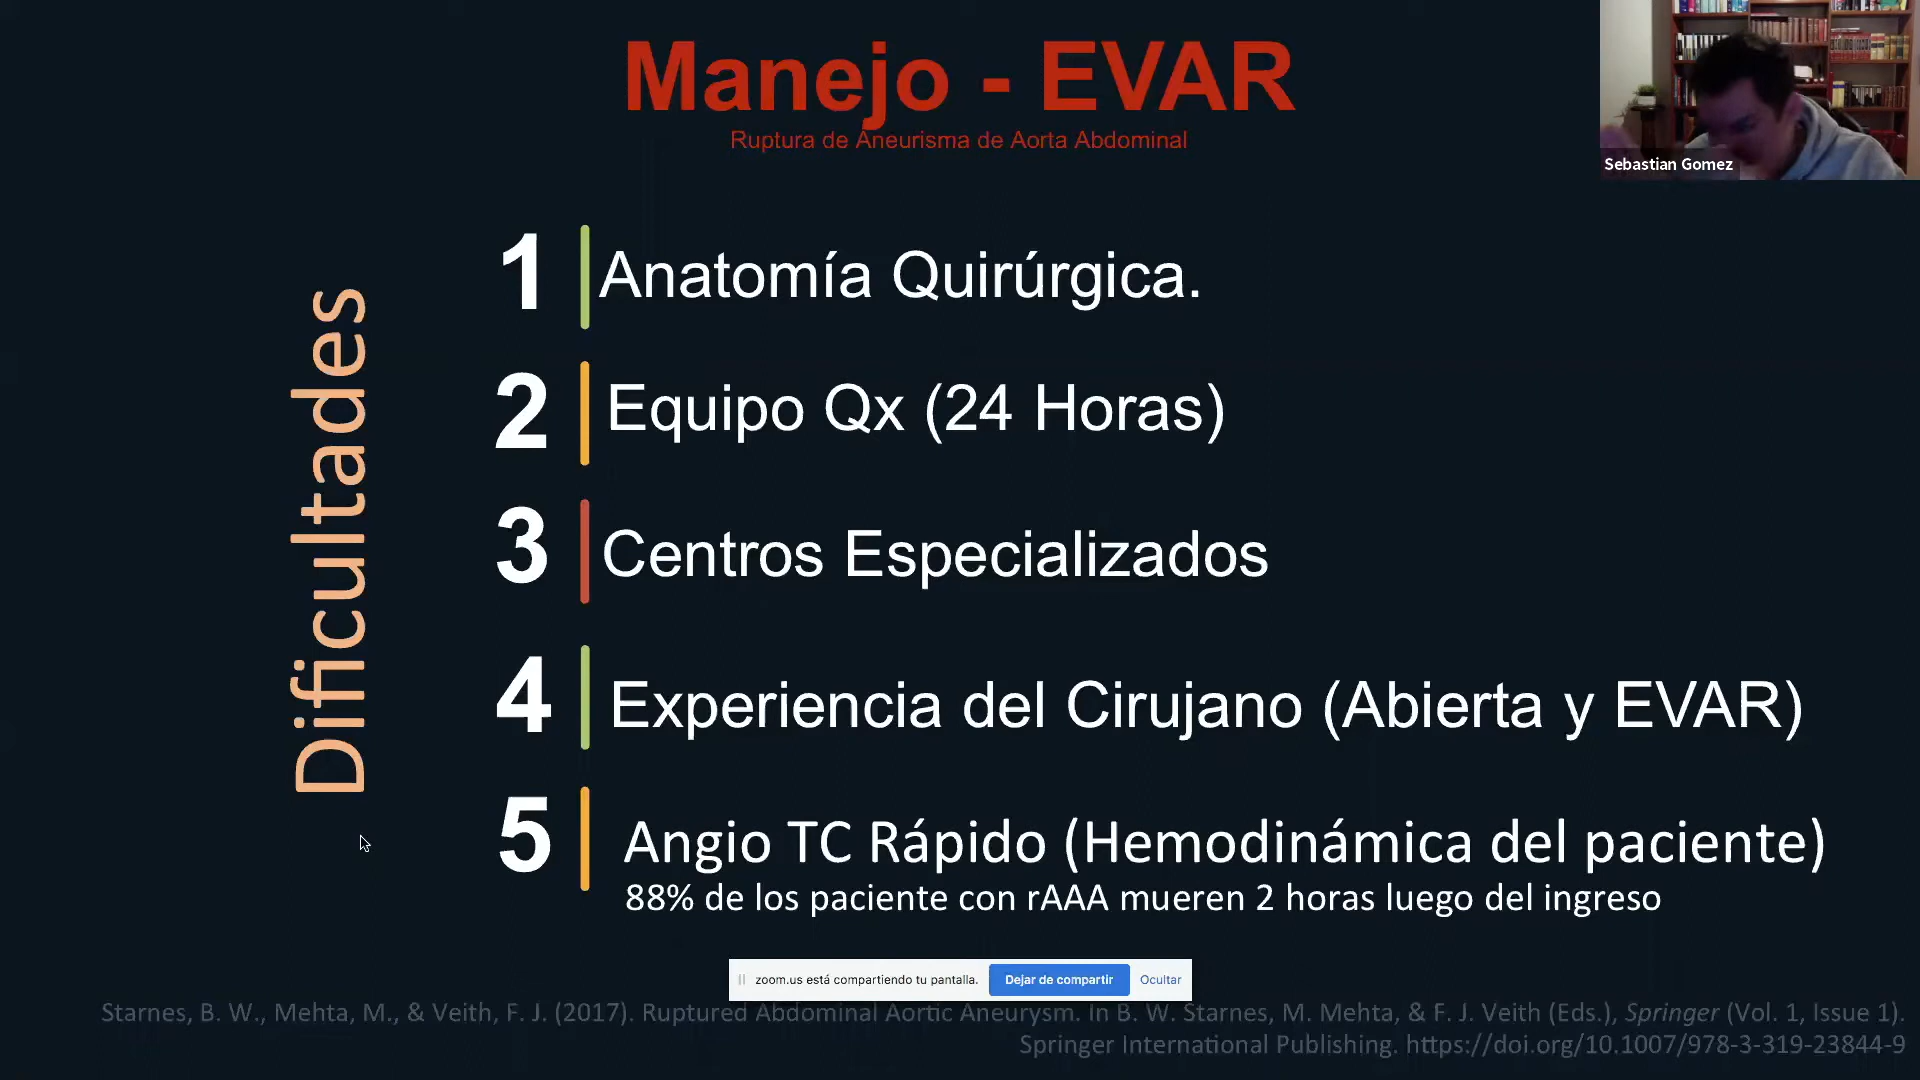 Manejo - EVAR
Ruptura de Aneurisma de Aorta Abdominal
Sebastian Gomez
Dificultades
1 Anatomía Quirúrgica.
2 Equipo Qx (24 Horas)
3 Centros Especializados
4 Experiencia del Cirujano (Abierta y EVAR)
5 Angio TC Rápido (Hemodinámica del paciente)
88% de los paciente con rAAA mueren 2 horas luego del ingreso
zoom.us está compartiendo tu pantalla. Dejar de compartir Ocultar
Starnes, B. W., Mehta, M., & Veith, F. J. (2017). Ruptured Abdominal Aortic Aneurysm. In B. W. Starnes, M. Mehta, & F. J. Veith (Eds.), Springer (Vol. 1, Issue 1).
Springer International Publishing. https://doi.org/10.1007/978-3-319-23844-9